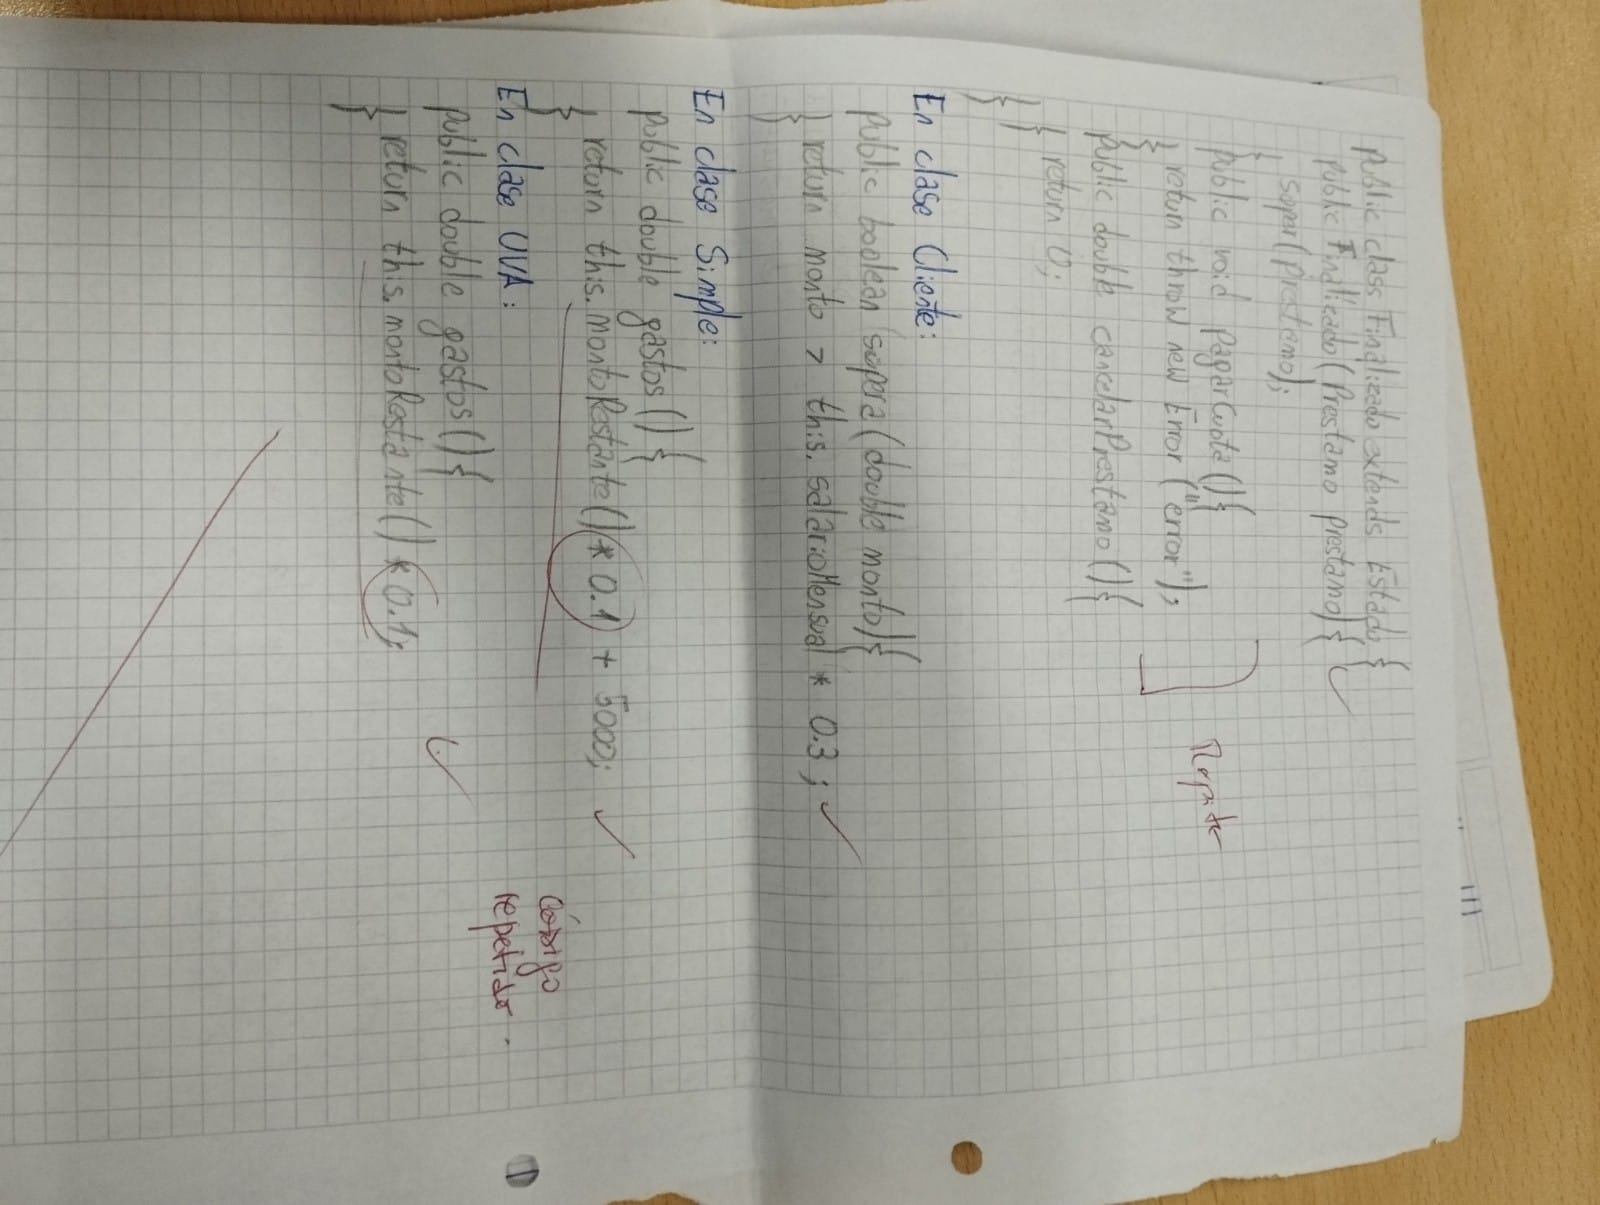 public class Finalizado extends Estado {
public Finalizado (Prestamo prestamo) {
super(prestamo);
}
public void pagarCuota () {
return throw new Error ("error");
}
public double cancelarPrestamo () {
return 0;
}
}
Repite
En clase Cliente:
public boolean supera (double monto) {
return monto > this. salarioMensual * 0.3 ;
}
En clase Simple:
public double gastos () {
return this. montoRestante () * 0.1 + 5000;
}
código
repetido.
En clase UVA:
public double gastos () {
return this. montoRestante () * 0.1;
}